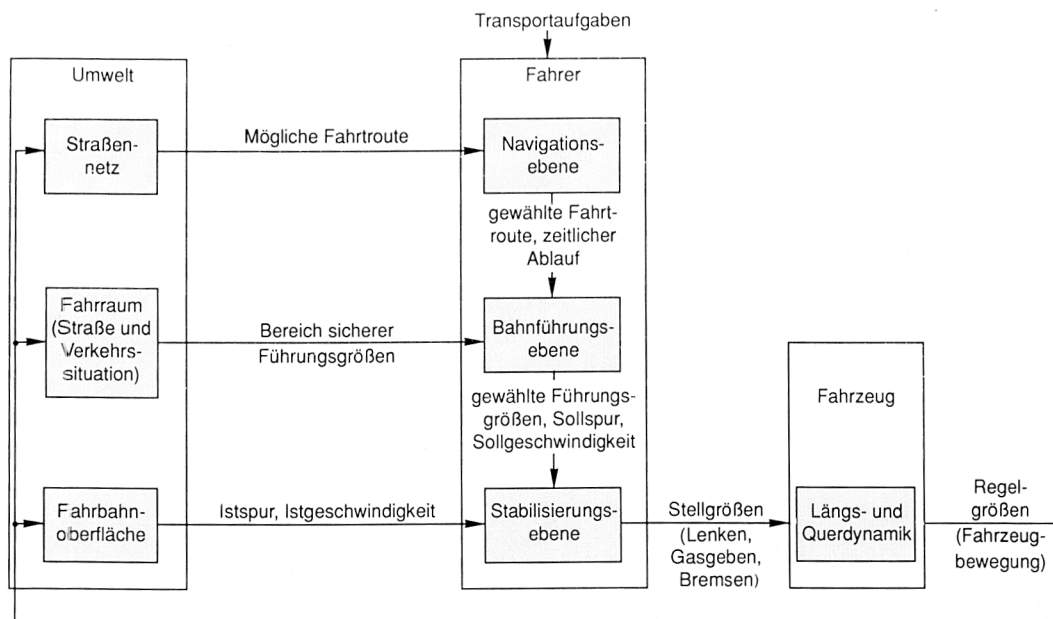 Transportaufgaben
Umwelt
Fahrer
Straßen-
netz
Mögliche Fahrtroute
Navigations-
ebene
gewählte Fahrt-
route, zeitlicher
Ablauf
Fahrraum
(Straße und
Verkehrs-
situation)
Bereich sicherer
Führungsgrößen
Bahnführungs-
ebene
gewählte Führungs-
größen, Sollspur,
Sollgeschwindigkeit
Fahrzeug
Fahrbahn-
oberfläche
Istspur, Istgeschwindigkeit
Stabilisierungs-
ebene
Stellgrößen
(Lenken,
Gasgeben,
Bremsen)
Längs- und
Querdynamik
Regel-
größen
(Fahrzeug-
bewegung)